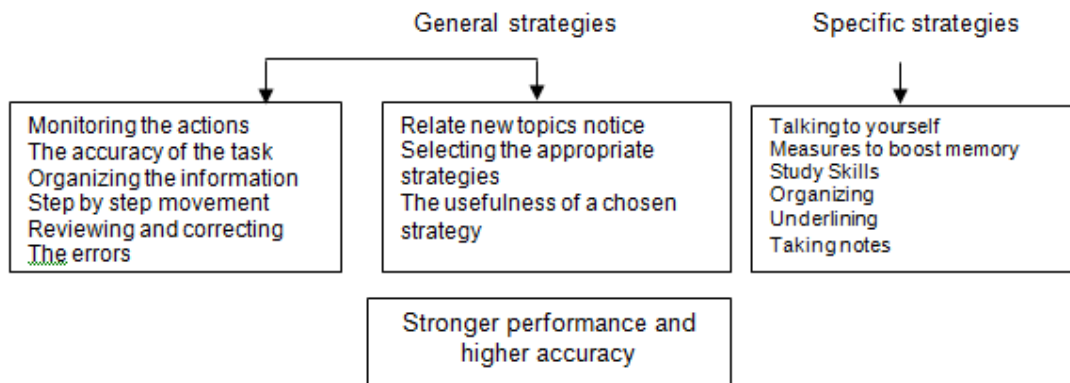 General strategies
Specific strategies
Monitoring the actions
The accuracy of the task
Organizing the information
Step by step movement
Reviewing and correcting
The errors
Relate new topics notice
Selecting the appropriate
strategies
The usefulness of a chosen
strategy
Talking to yourself
Measures to boost memory
Study Skills
Organizing
Underlining
Taking notes
Stronger performance and
higher accuracy